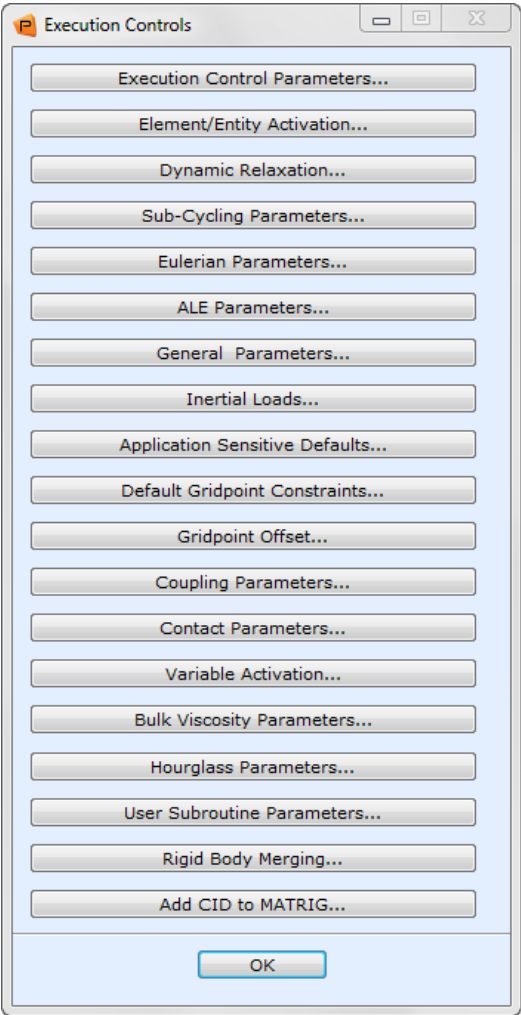 Execution Controls
Execution Control Parameters...
Element/Entity Activation...
Dynamic Relaxation...
Sub-Cycling Parameters...
Eulerian Parameters...
ALE Parameters...
General  Parameters...
Inertial Loads...
Application Sensitive Defaults...
Default Gridpoint Constraints...
Gridpoint Offset...
Coupling Parameters...
Contact Parameters...
Variable Activation...
Bulk Viscosity Parameters...
Hourglass Parameters...
User Subroutine Parameters...
Rigid Body Merging...
Add CID to MATRIG...
OK